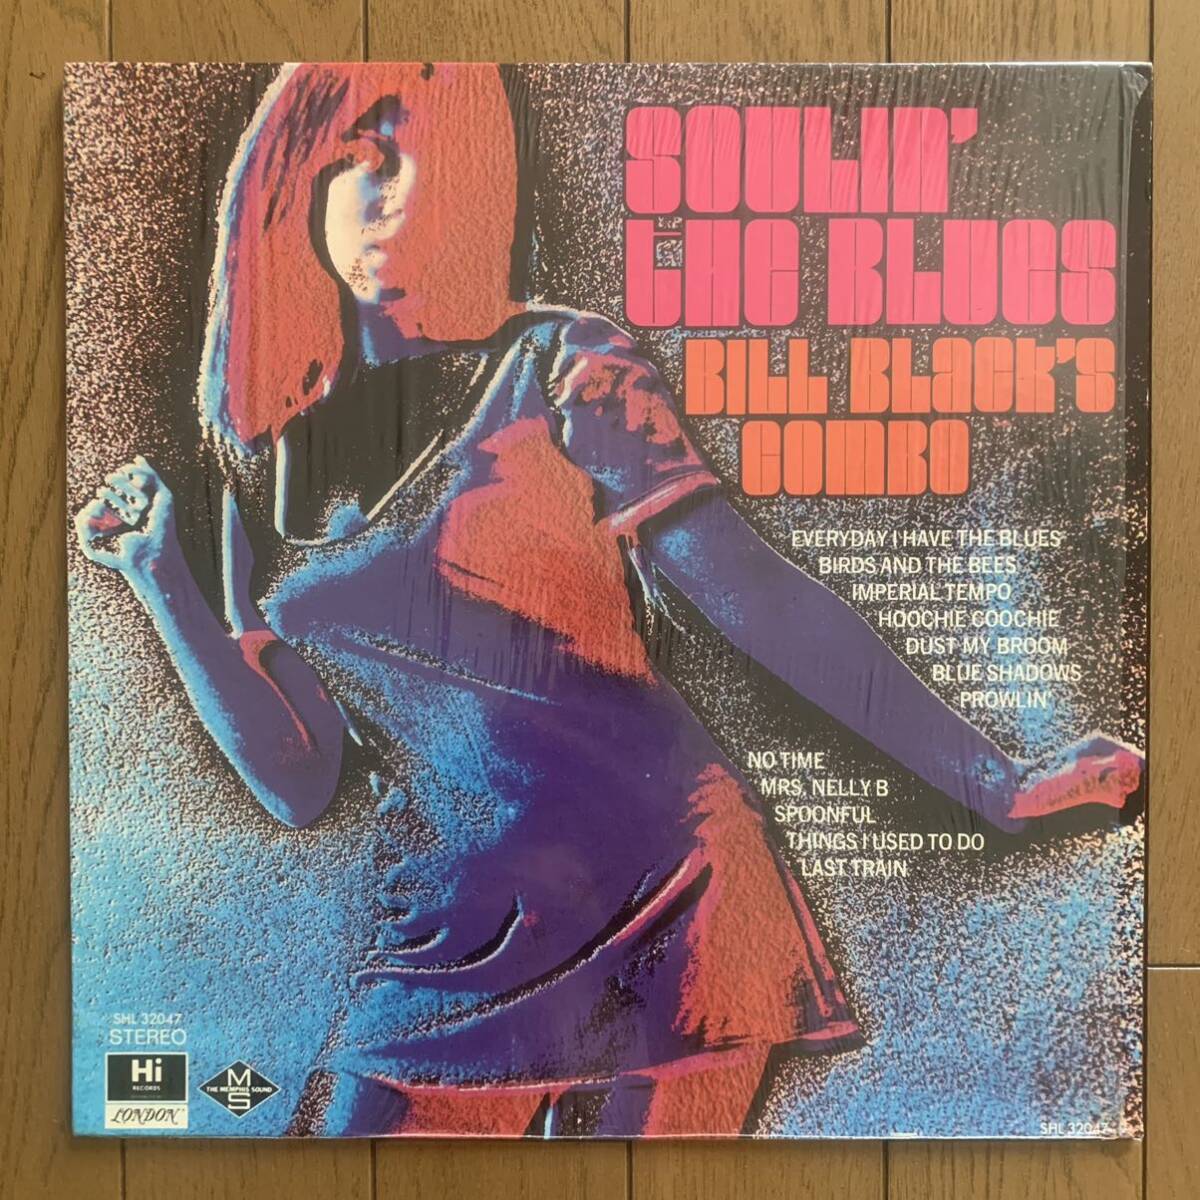 SOULIN'
the BLUES
BILL BLACK'S
COMBO
EVERYDAY I HAVE THE BLUES
BIRDS AND THE BEES
IMPERIAL TEMPO
HOOCHIE COOCHIE
DUST MY BROOM
BLUE SHADOWS
PROWLIN'
NO TIME
MRS. NELLY B
SPOONFUL
THINGS I USED TO DO
LAST TRAIN
SHL 32047
STEREO
Hi
RECORDS
LONDON
M
THE MEMPHIS SOUND
S
SHL 32047